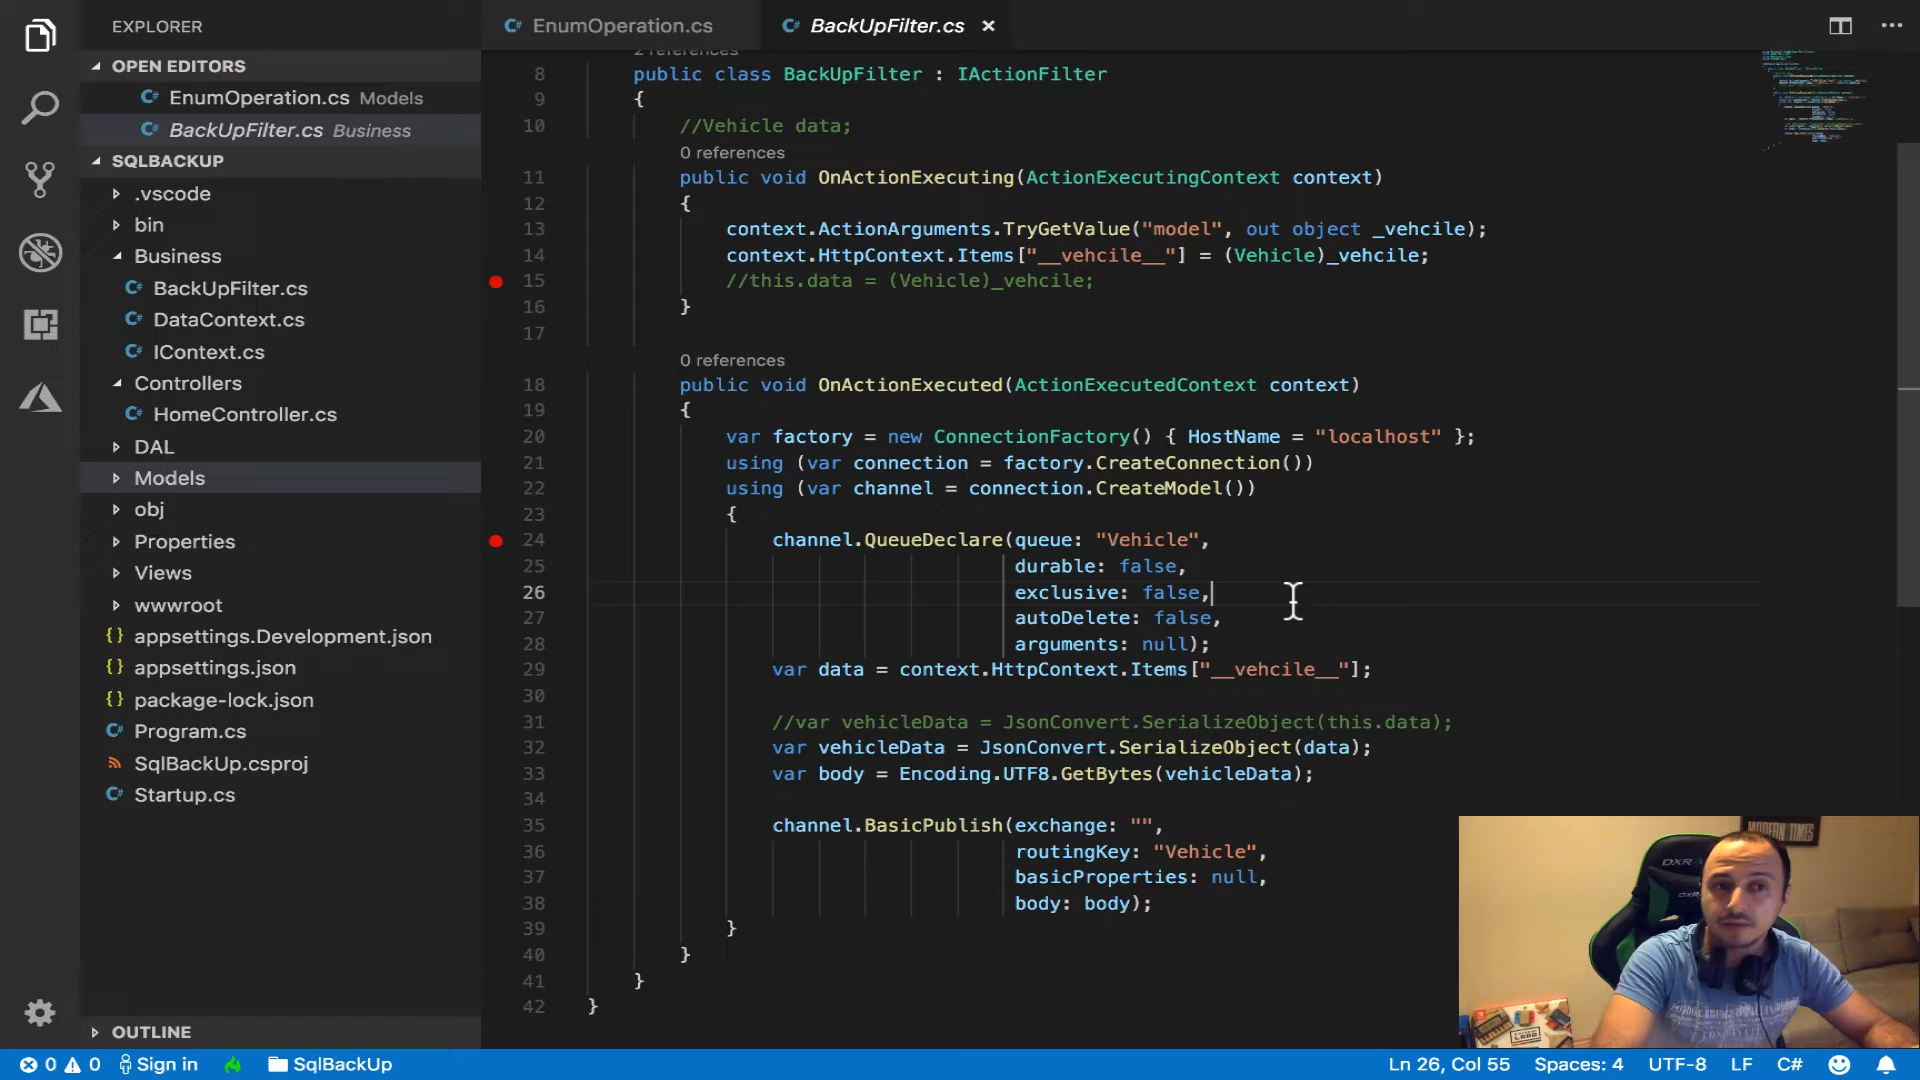 EXPLORER
OPEN EDITORS
EnumOperation.cs Models
BackUpFilter.cs Business
SQLBACKUP
.vscode
bin
Business
BackUpFilter.cs
DataContext.cs
IContext.cs
Controllers
HomeController.cs
DAL
Models
obj
Properties
Views
wwwroot
appsettings.Development.json
appsettings.json
package-lock.json
Program.cs
SqlBackUp.csproj
Startup.cs
OUTLINE
EnumOperation.cs
BackUpFilter.cs
2 references
8 public class BackUpFilter : IActionFilter
9 {
10 //Vehicle data;
0 references
11 public void OnActionExecuting(ActionExecutingContext context)
12 {
13 context.ActionArguments.TryGetValue("model", out object _vehcile);
14 context.HttpContext.Items["__vehcile__"] = (Vehicle)_vehcile;
15 //this.data = (Vehicle)_vehcile;
16 }
17
0 references
18 public void OnActionExecuted(ActionExecutedContext context)
19 {
20 var factory = new ConnectionFactory() { HostName = "localhost" };
21 using (var connection = factory.CreateConnection())
22 using (var channel = connection.CreateModel())
23 {
24 channel.QueueDeclare(queue: "Vehicle",
25 durable: false,
26 exclusive: false,
27 autoDelete: false,
28 arguments: null);
29 var data = context.HttpContext.Items["__vehcile__"];
30
31 //var vehicleData = JsonConvert.SerializeObject(this.data);
32 var vehicleData = JsonConvert.SerializeObject(data);
33 var body = Encoding.UTF8.GetBytes(vehicleData);
34
35 channel.BasicPublish(exchange: "",
36 routingKey: "Vehicle",
37 basicProperties: null,
38 body: body);
39 }
40 }
41 }
42 }
MODERN TIMES
DXR
0 0 Sign in SqlBackUp
Ln 26, Col 55 Spaces: 4 UTF-8 LF C#